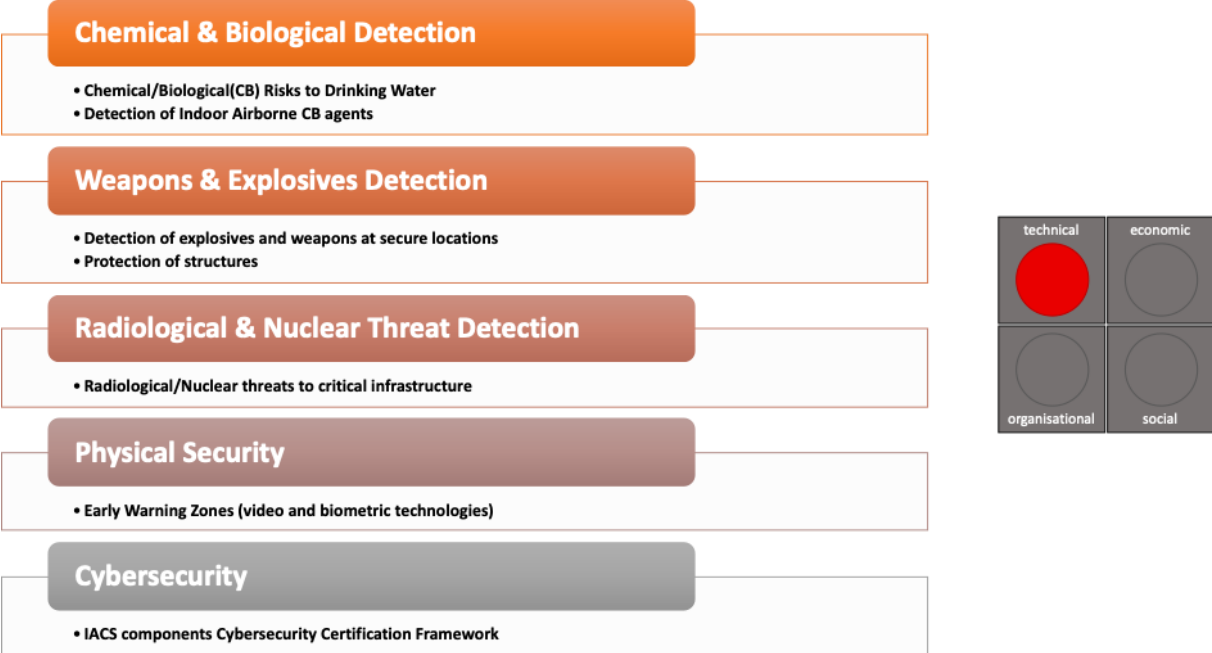 Chemical & Biological Detection
• Chemical/Biological(CB) Risks to Drinking Water
• Detection of Indoor Airborne CB agents
Weapons & Explosives Detection
• Detection of explosives and weapons at secure locations
• Protection of structures
Radiological & Nuclear Threat Detection
• Radiological/Nuclear threats to critical infrastructure
Physical Security
• Early Warning Zones (video and biometric technologies)
Cybersecurity
• IACS components Cybersecurity Certification Framework
technical
economic
organisational
social